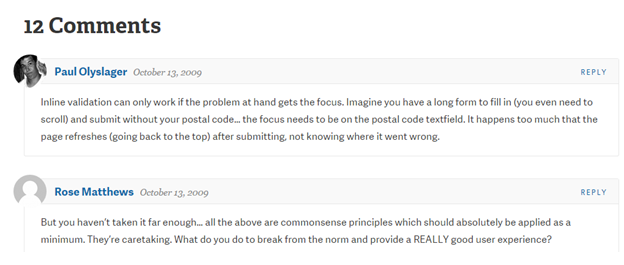 12 Comments
Paul Olyslager October 13, 2009 REPLY
Inline validation can only work if the problem at hand gets the focus. Imagine you have a long form to fill in (you even need to
scroll) and submit without your postal code... the focus needs to be on the postal code textfield. It happens too much that the
page refreshes (going back to the top) after submitting, not knowing where it went wrong.
Rose Matthews October 13, 2009 REPLY
But you haven't taken it far enough... all the above are commonsense principles which should absolutely be applied as a
minimum. They're caretaking. What do you do to break from the norm and provide a REALLY good user experience?